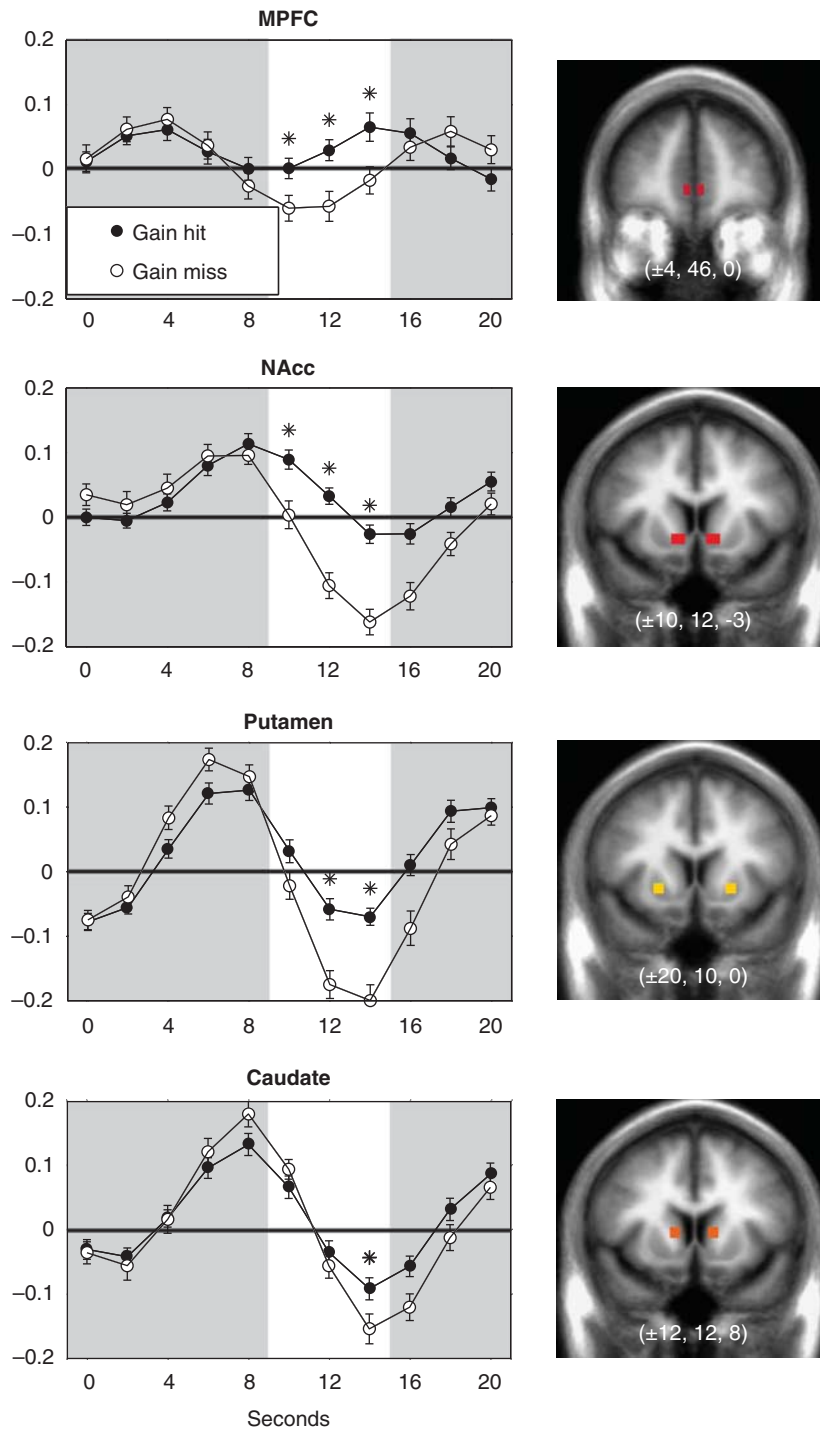 MPFC
0.2
0.1
0
–0.1
–0.2
* * *
Gain hit
Gain miss
0 4 8 12 16 20
(±4, 46, 0)
NAcc
0.2
0.1
0
–0.1
–0.2
* * *
0 4 8 12 16 20
(±10, 12, -3)
Putamen
0.2
0.1
0
–0.1
–0.2
* *
0 4 8 12 16 20
(±20, 10, 0)
Caudate
0.2
0.1
0
–0.1
–0.2
*
0 4 8 12 16 20
Seconds
(±12, 12, 8)